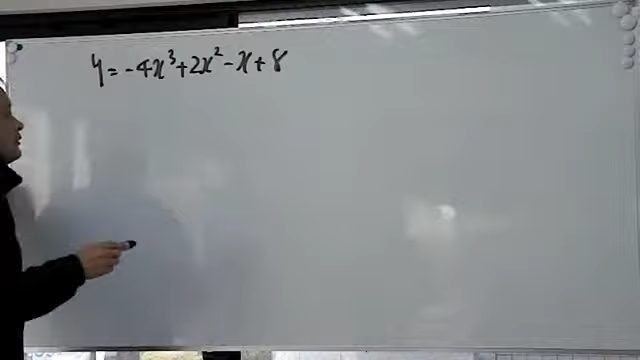 y = -4x³ + 2x² - x + 8